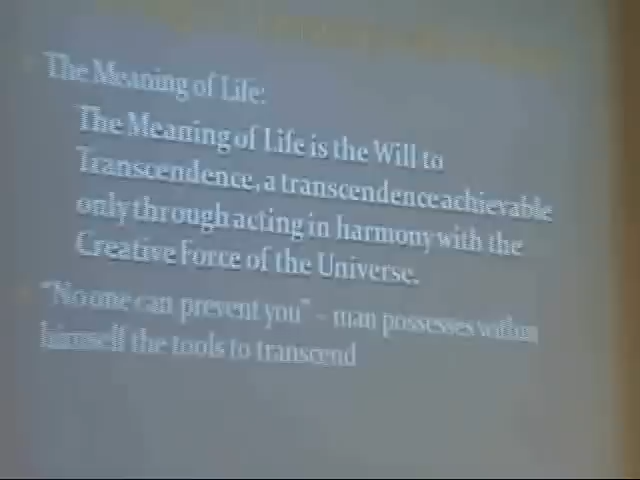 The Meaning of Life:
The Meaning of Life is the Will to
Transcendence, a transcendence achievable
only through acting in harmony with the
Creative Force of the Universe.
"No one can prevent you" – man possesses within
himself the tools to transcend